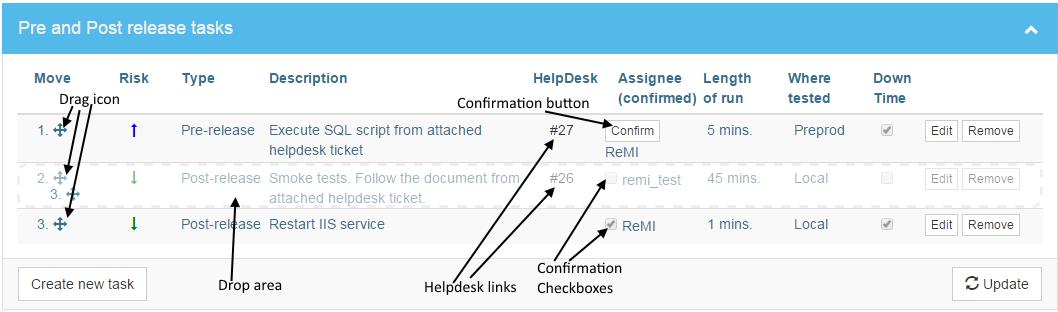 Pre and Post release tasks
Move Risk Type Description HelpDesk Assignee (confirmed) Length of run Where tested Down Time
Drag icon
Confirmation button
1. Pre-release Execute SQL script from attached #27 Confirm 5 mins. Preprod Edit Remove
helpdesk ticket ReMI
2. Post-release Smoke tests. Follow the document from #26 remi_test 45 mins. Local Edit Remove
3. attached helpdesk ticket.
3. Post-release Restart IIS service ReMI 1 mins. Local Edit Remove
Confirmation
Checkboxes
Create new task Drop area Helpdesk links Update